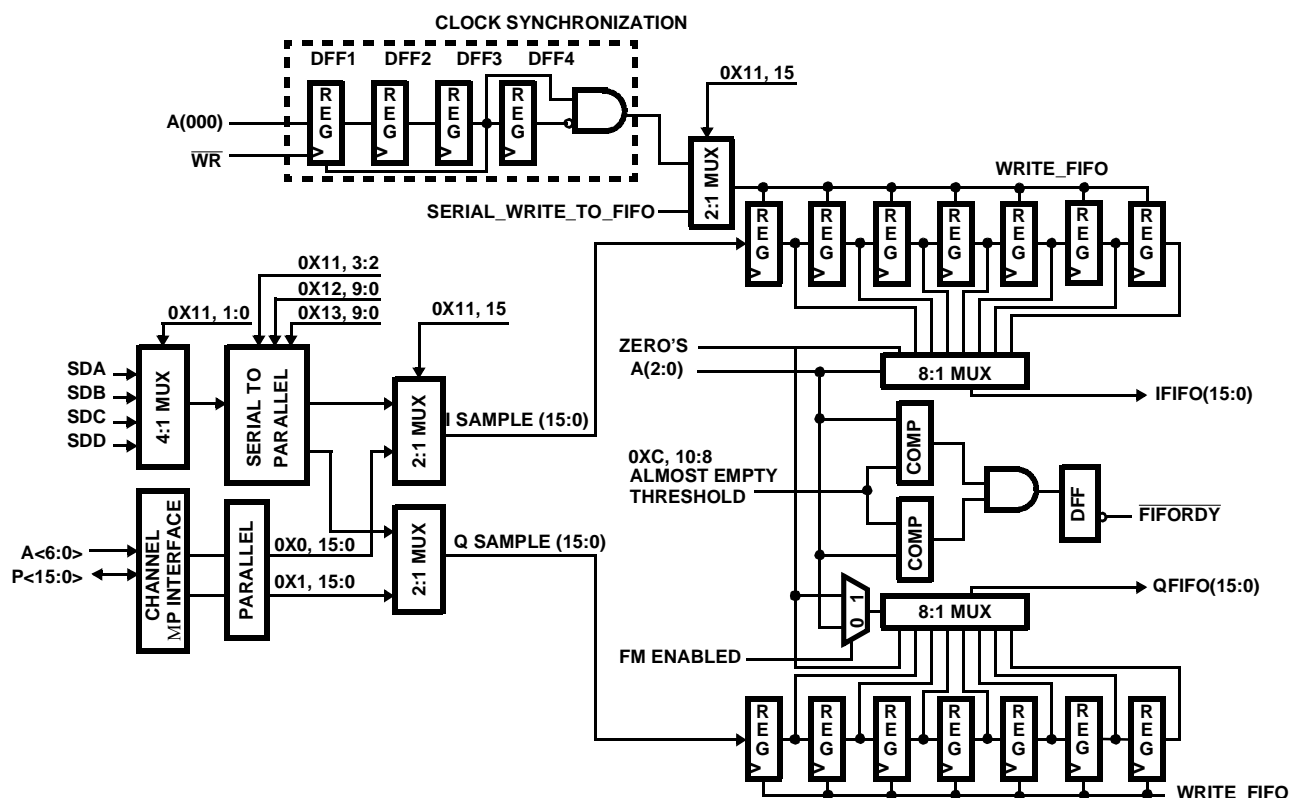 CLOCK SYNCHRONIZATION
DFF1 DFF2 DFF3 DFF4
REG REG REG REG
A(000)
WR
0X11, 15
2:1 MUX
SERIAL_WRITE_TO_FIFO
WRITE_FIFO
REG REG REG REG REG REG REG
0X11, 3:2
0X12, 9:0
0X13, 9:0
0X11, 1:0
0X11, 15
SDA
SDB
SDC
SDD
4:1 MUX
SERIAL TO
PARALLEL
2:1 MUX
I SAMPLE (15:0)
ZERO'S
A(2:0)
8:1 MUX
IFIFO(15:0)
0XC, 10:8
ALMOST EMPTY
THRESHOLD
COMP
COMP
DFF
FIFORDY
A<6:0>
P<15:0>
CHANNEL
MP INTERFACE
PARALLEL
0X0, 15:0
0X1, 15:0
2:1 MUX
Q SAMPLE (15:0)
0 1
8:1 MUX
QFIFO(15:0)
FM ENABLED
REG REG REG REG REG REG REG
WRITE_FIFO